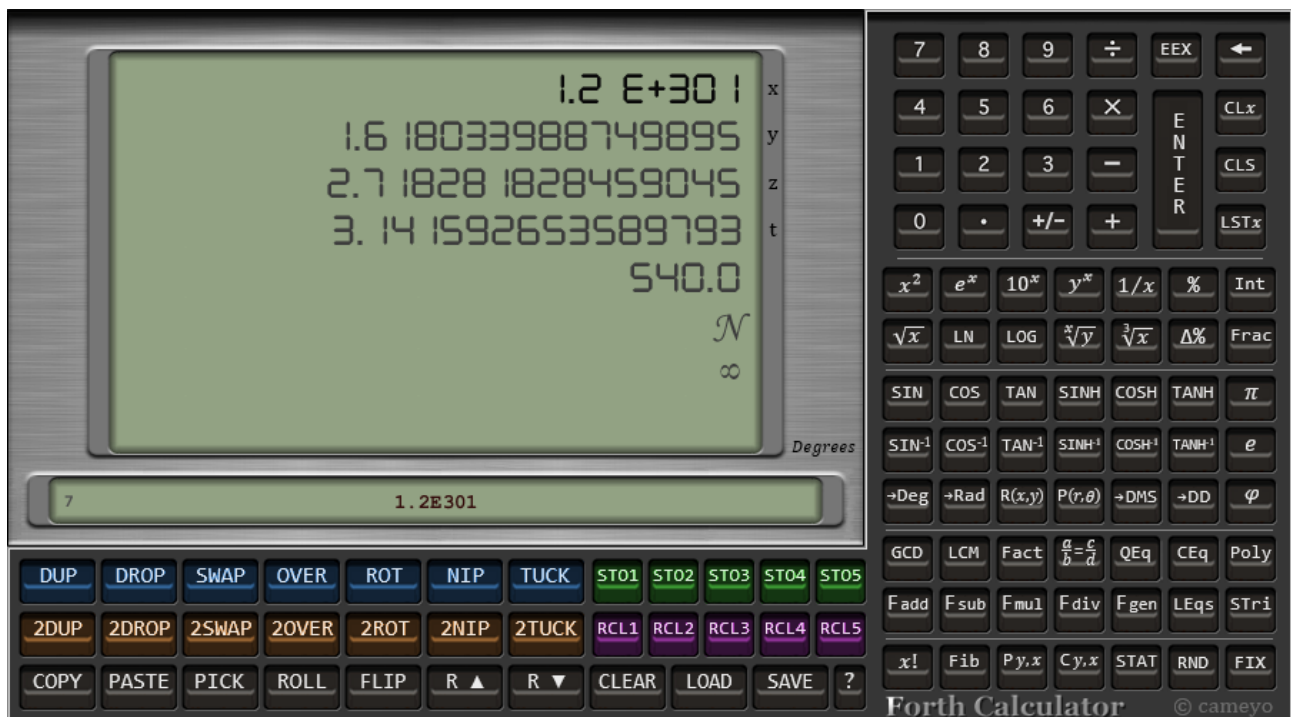 1.2 E+301 x
1.618033988749895 y
2.718281828459045 z
3.141592653589793 t
540.0
𝒩
∞
Degrees
7 1.2E301
DUP DROP SWAP OVER ROT NIP TUCK STO1 STO2 STO3 STO4 STO5
2DUP 2DROP 2SWAP 2OVER 2ROT 2NIP 2TUCK RCL1 RCL2 RCL3 RCL4 RCL5
COPY PASTE PICK ROLL FLIP R ▲ R ▼ CLEAR LOAD SAVE ?
7 8 9 ÷ EEX ←
4 5 6 × ENTER CLx
1 2 3 − CLS
0 · +/− + LSTx
x² eˣ 10ˣ yˣ 1/x % Int
√x LN LOG ˣ√y ³√x Δ% Frac
SIN COS TAN SINH COSH TANH π
SIN⁻¹ COS⁻¹ TAN⁻¹ SINH⁻¹ COSH⁻¹ TANH⁻¹ e
→Deg →Rad R(x,y) P(r,θ) →DMS →DD φ
GCD LCM Fact a/b=c/d QEq CEq Poly
Fadd Fsub Fmul Fdiv Fgen LEqs STri
x! Fib Py,x Cy,x STAT RND FIX
Forth Calculator © cameyo